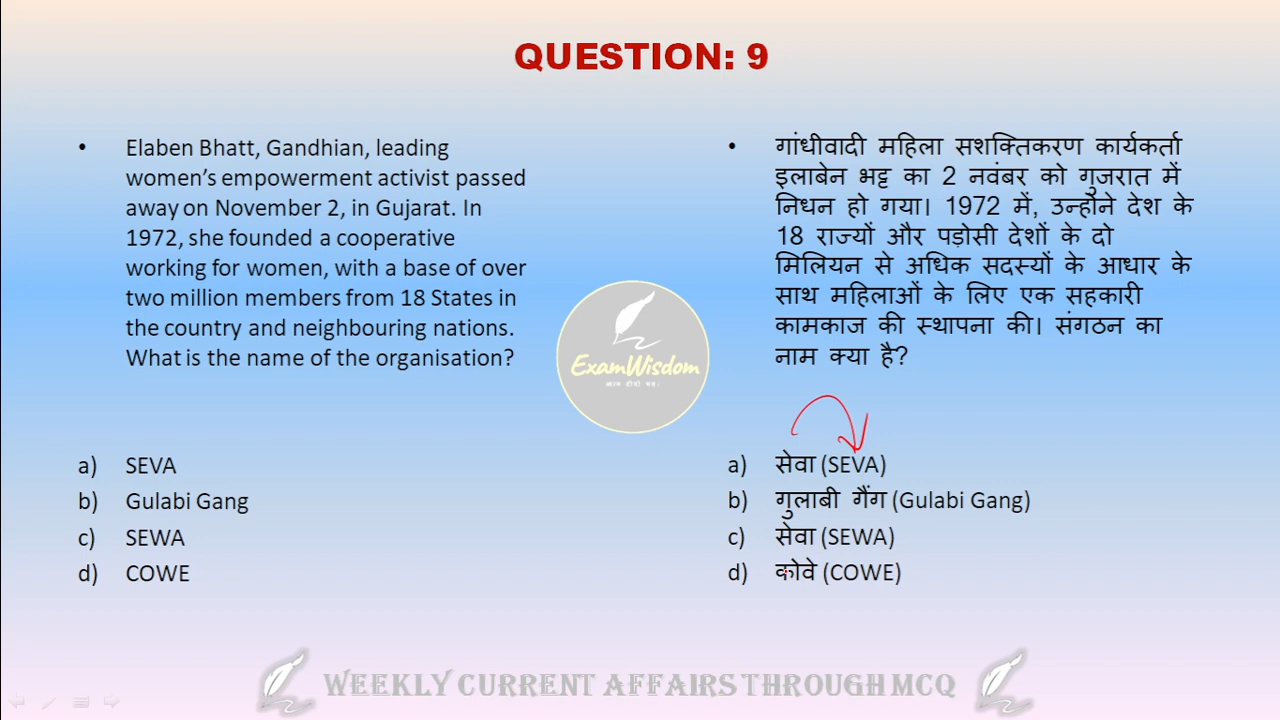 QUESTION: 9
• Elaben Bhatt, Gandhian, leading
women’s empowerment activist passed
away on November 2, in Gujarat. In
1972, she founded a cooperative
working for women, with a base of over
two million members from 18 States in
the country and neighbouring nations.
What is the name of the organisation?
a) SEVA
b) Gulabi Gang
c) SEWA
d) COWE
• गांधीवादी महिला सशक्तिकरण कार्यकर्ता
इलाबेन भट्ट का 2 नवंबर को गुजरात में
निधन हो गया। 1972 में, उन्होंने देश के
18 राज्यों और पड़ोसी देशों के दो
मिलियन से अधिक सदस्यों के आधार के
साथ महिलाओं के लिए एक सहकारी
कामकाज की स्थापना की। संगठन का
नाम क्या है?
a) सेवा (SEVA)
b) गुलाबी गैंग (Gulabi Gang)
c) सेवा (SEWA)
d) कोवे (COWE)
ExamWisdom
WEEKLY CURRENT AFFAIRS THROUGH MCQ